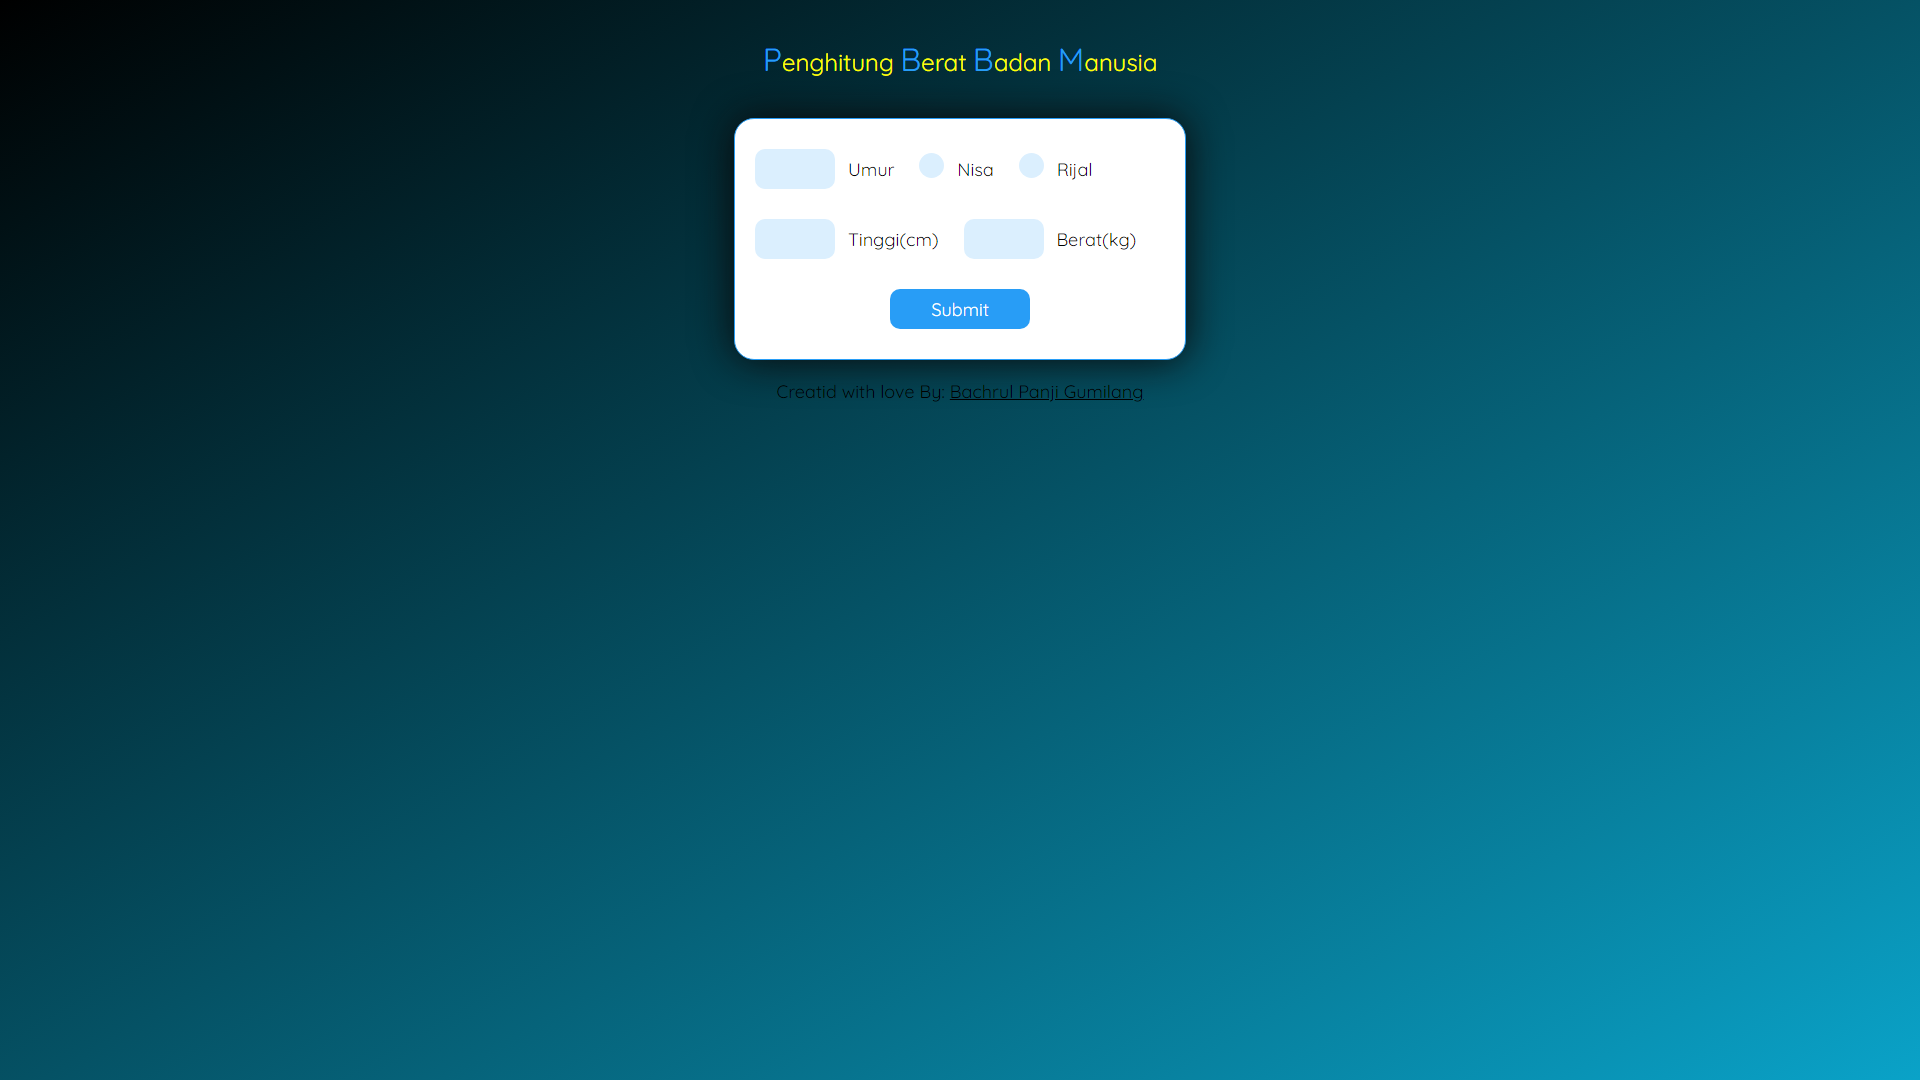 Penghitung Berat Badan Manusia
Umur Nisa Rijal
Tinggi(cm) Berat(kg)
Submit
Creatid with love By: Bachrul Panji Gumilang